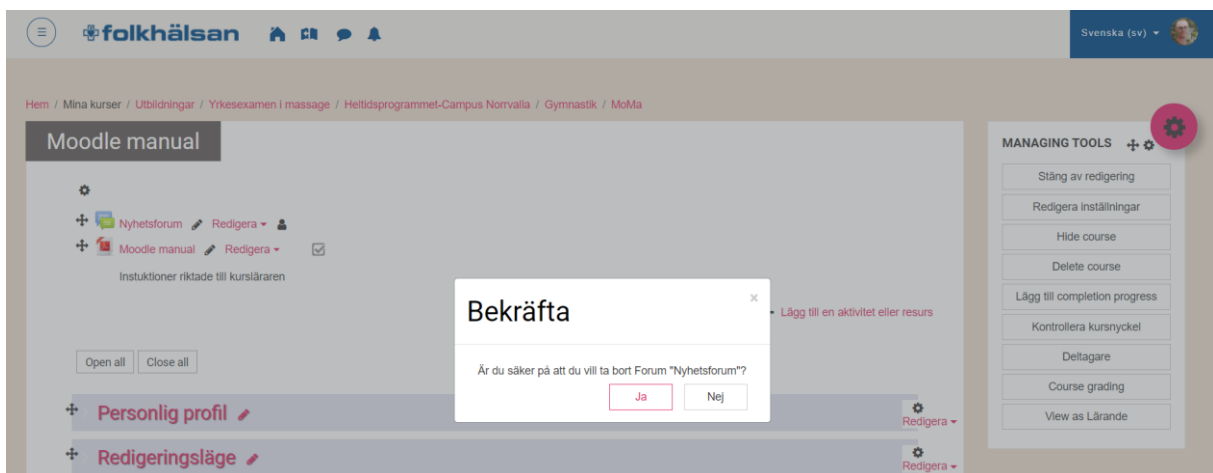 folkhälsan
Svenska (sv)
Hem / Mina kurser / Utbildningar / Yrkesexamen i massage / Heltidsprogrammet-Campus Norrvalla / Gymnastik / MoMa
Moodle manual
Nyhetsforum Redigera
Moodle manual Redigera
Instuktioner riktade till kursläraren
Lägg till en aktivitet eller resurs
Open all Close all
Personlig profil
Redigera
Redigeringsläge
Redigera
Bekräfta
×
Är du säker på att du vill ta bort Forum "Nyhetsforum"?
Ja Nej
MANAGING TOOLS
Stäng av redigering
Redigera inställningar
Hide course
Delete course
Lägg till completion progress
Kontrollera kursnyckel
Deltagare
Course grading
View as Lärande